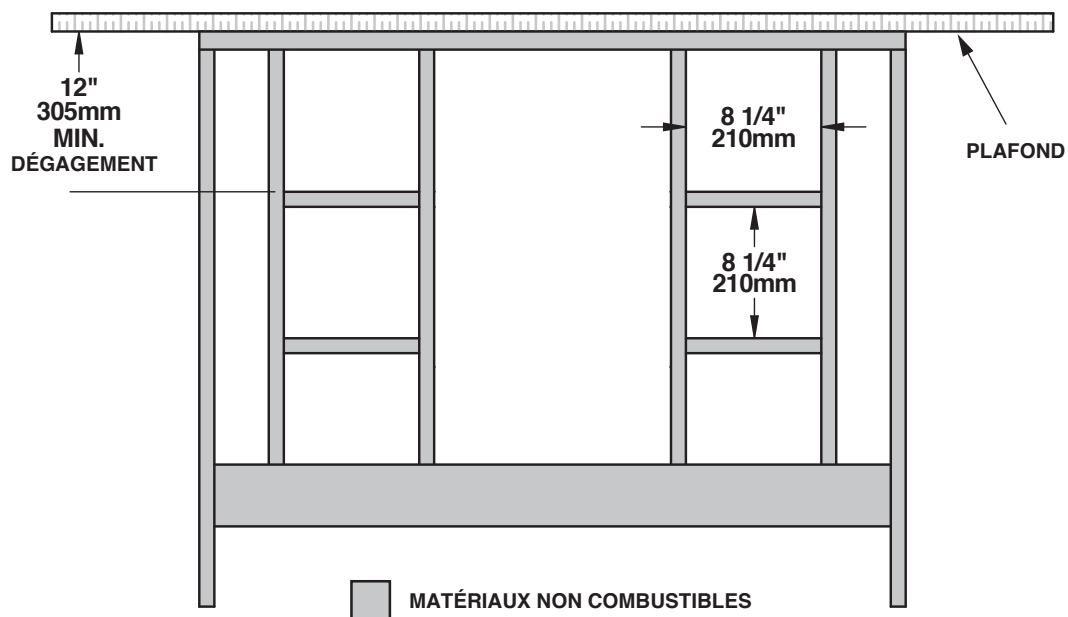 12"
305mm
MIN.
DÉGAGEMENT
8 1/4"
210mm
PLAFOND
8 1/4"
210mm
MATÉRIAUX NON COMBUSTIBLES